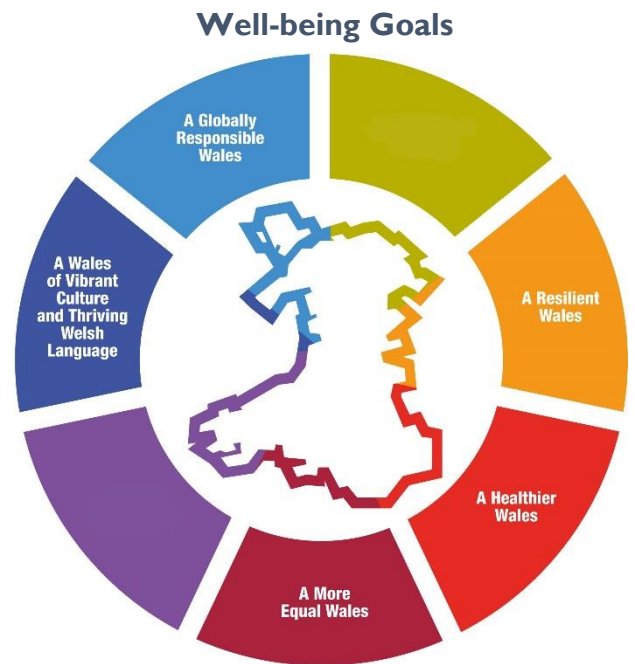 Well-being Goals
A Globally
Responsible
Wales
A Resilient
Wales
A Healthier
Wales
A More
Equal Wales
A Wales
of Vibrant
Culture
and Thriving
Welsh
Language